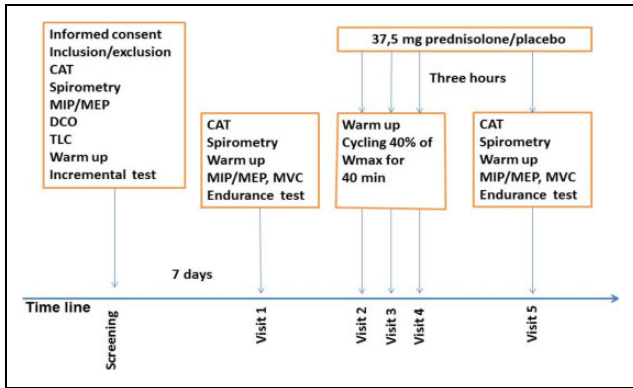 Informed consent
Inclusion/exclusion
CAT
Spirometry
MIP/MEP
DCO
TLC
Warm up
Incremental test
37,5 mg prednisolone/placebo
Three hours
CAT
Spirometry
Warm up
MIP/MEP, MVC
Endurance test
Warm up
Cycling 40% of
Wmax for
40 min
CAT
Spirometry
Warm up
MIP/MEP, MVC
Endurance test
7 days
Time line
Screening
Visit 1
Visit 2
Visit 3
Visit 4
Visit 5